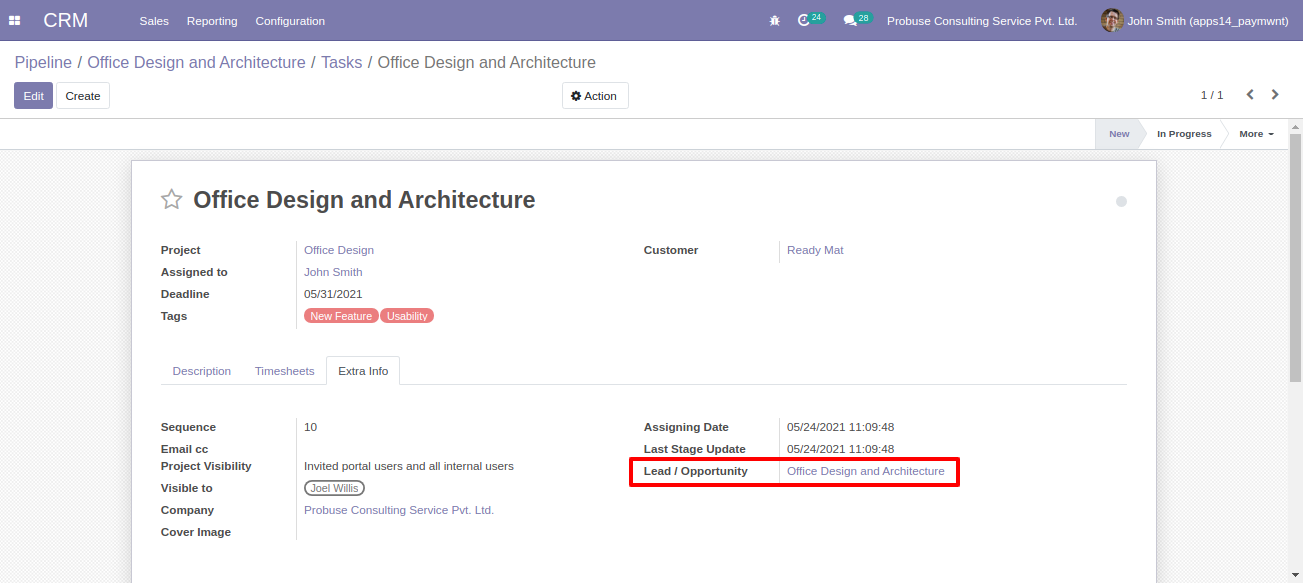 CRM Sales Reporting Configuration 24 28 Probuse Consulting Service Pvt. Ltd. John Smith (apps14_paymwnt)
Pipeline / Office Design and Architecture / Tasks / Office Design and Architecture
Edit Create Action 1 / 1
New In Progress More
Office Design and Architecture
Project Office Design Customer Ready Mat
Assigned to John Smith
Deadline 05/31/2021
Tags New Feature Usability
Description Timesheets Extra Info
Sequence 10 Assigning Date 05/24/2021 11:09:48
Email cc Last Stage Update 05/24/2021 11:09:48
Project Visibility Invited portal users and all internal users Lead / Opportunity Office Design and Architecture
Visible to Joel Willis
Company Probuse Consulting Service Pvt. Ltd.
Cover Image